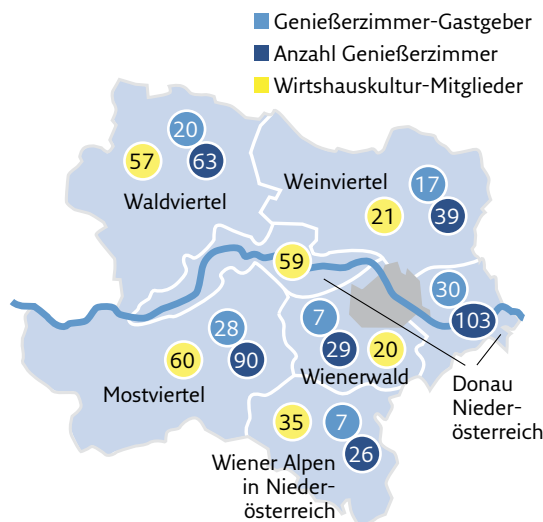 Genießerzimmer-Gastgeber
Anzahl Genießerzimmer
Wirtshauskultur-Mitglieder
20
57
63
Waldviertel
Weinviertel
17
21
39
59
30
103
28
60
90
Mostviertel
7
29
20
Wienerwald
Donau
Nieder-
österreich
35
7
26
Wiener Alpen
in Nieder-
österreich